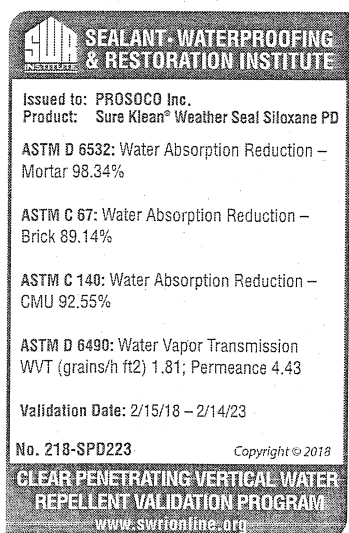 SWR
INSTITUTE
SEALANT • WATERPROOFING
& RESTORATION INSTITUTE
Issued to: PROSOCO Inc.
Product: Sure Klean® Weather Seal Siloxane PD
ASTM D 6532: Water Absorption Reduction –
Mortar 98.34%
ASTM C 67: Water Absorption Reduction –
Brick 89.14%
ASTM C 140: Water Absorption Reduction –
CMU 92.55%
ASTM D 6490: Water Vapor Transmission
WVT (grains/h ft2) 1.81; Permeance 4.43
Validation Date: 2/15/18 – 2/14/23
No. 218-SPD223
Copyright © 2018
CLEAR PENETRATING VERTICAL WATER
REPELLENT VALIDATION PROGRAM
www.swrionline.org